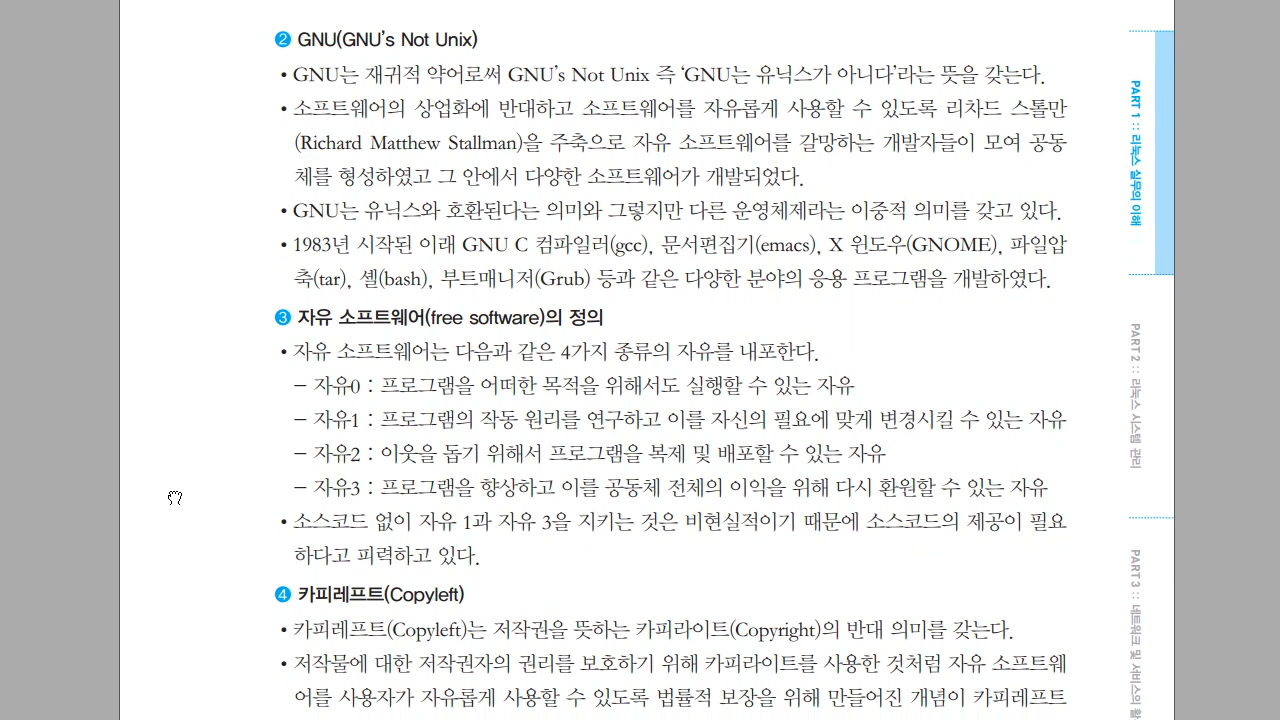 ❷ GNU(GNU's Not Unix)
• GNU는 재귀적 약어로써 GNU's Not Unix 즉 'GNU는 유닉스가 아니다'라는 뜻을 갖는다.
• 소프트웨어의 상업화에 반대하고 소프트웨어를 자유롭게 사용할 수 있도록 리차드 스톨만
(Richard Matthew Stallman)을 주축으로 자유 소프트웨어를 갈망하는 개발자들이 모여 공동
체를 형성하였고 그 안에서 다양한 소프트웨어가 개발되었다.
• GNU는 유닉스와 호환된다는 의미와 그렇지만 다른 운영체제라는 이중적 의미를 갖고 있다.
• 1983년 시작된 이래 GNU C 컴파일러(gcc), 문서편집기(emacs), X 윈도우(GNOME), 파일압
축(tar), 셸(bash), 부트매니저(Grub) 등과 같은 다양한 분야의 응용 프로그램을 개발하였다.
❸ 자유 소프트웨어(free software)의 정의
• 자유 소프트웨어는 다음과 같은 4가지 종류의 자유를 내포한다.
– 자유0 : 프로그램을 어떠한 목적을 위해서도 실행할 수 있는 자유
– 자유1 : 프로그램의 작동 원리를 연구하고 이를 자신의 필요에 맞게 변경시킬 수 있는 자유
– 자유2 : 이웃을 돕기 위해서 프로그램을 복제 및 배포할 수 있는 자유
– 자유3 : 프로그램을 향상하고 이를 공동체 전체의 이익을 위해 다시 환원할 수 있는 자유
• 소스코드 없이 자유 1과 자유 3을 지키는 것은 비현실적이기 때문에 소스코드의 제공이 필요
하다고 피력하고 있다.
❹ 카피레프트(Copyleft)
• 카피레프트(Copyleft)는 저작권을 뜻하는 카피라이트(Copyright)의 반대 의미를 갖는다.
• 저작물에 대한 저작권자의 권리를 보호하기 위해 카피라이트를 사용한 것처럼 자유 소프트웨
어를 사용자가 자유롭게 사용할 수 있도록 법률적 보장을 위해 만들어진 개념이 카피레프트
PART 1 :: 리눅스 실무의 이해
PART 2 :: 리눅스 시스템 관리
PART 3 :: 네트워크 및 서비스의